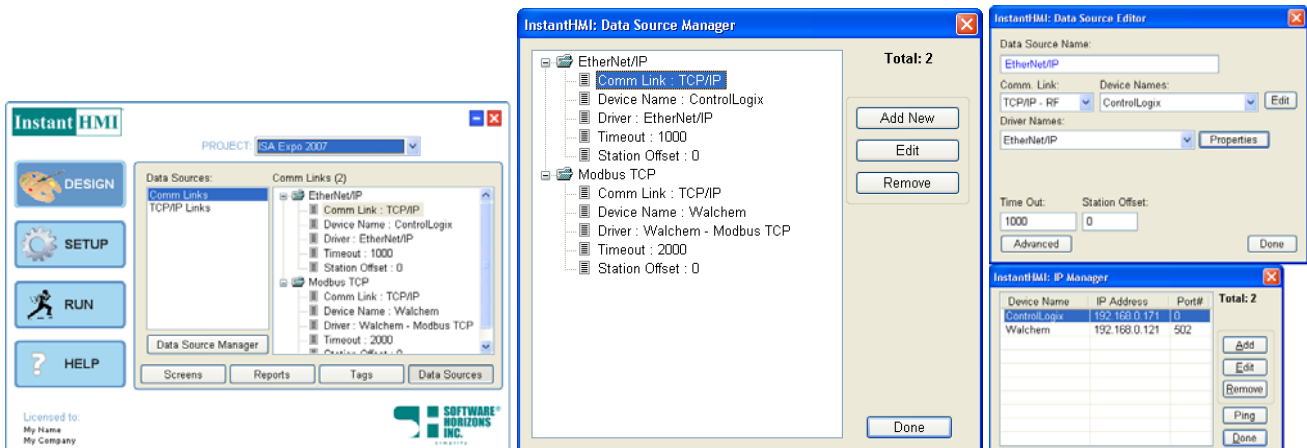 Instant HMI
PROJECT: ISA Expo 2007
DESIGN
SETUP
RUN
HELP
Data Sources:
Comm Links
TCP/IP Links
Data Source Manager
Comm Links (2)
EtherNet/IP
Comm Link : TCP/IP
Device Name : ControlLogix
Driver : EtherNet/IP
Timeout : 1000
Station Offset : 0
Modbus TCP
Comm Link : TCP/IP
Device Name : Walchem
Driver : Walchem - Modbus TCP
Timeout : 2000
Station Offset : 0
Screens
Reports
Tags
Data Sources
Licensed to:
My Name
My Company
SOFTWARE®
HORIZONS
INC.
simplify
InstantHMI: Data Source Manager
EtherNet/IP
Comm Link : TCP/IP
Device Name : ControlLogix
Driver : EtherNet/IP
Timeout : 1000
Station Offset : 0
Modbus TCP
Comm Link : TCP/IP
Device Name : Walchem
Driver : Walchem - Modbus TCP
Timeout : 2000
Station Offset : 0
Total: 2
Add New
Edit
Remove
Done
InstantHMI: Data Source Editor
Data Source Name:
EtherNet/IP
Comm. Link: Device Names:
TCP/IP - RF ControlLogix Edit
Driver Names:
EtherNet/IP Properties
Time Out: Station Offset:
1000 0
Advanced Done
InstantHMI: IP Manager
Device Name IP Address Port# Total: 2
ControlLogix 192.168.0.171 0
Walchem 192.168.0.121 502
Add
Edit
Remove
Ping
Done